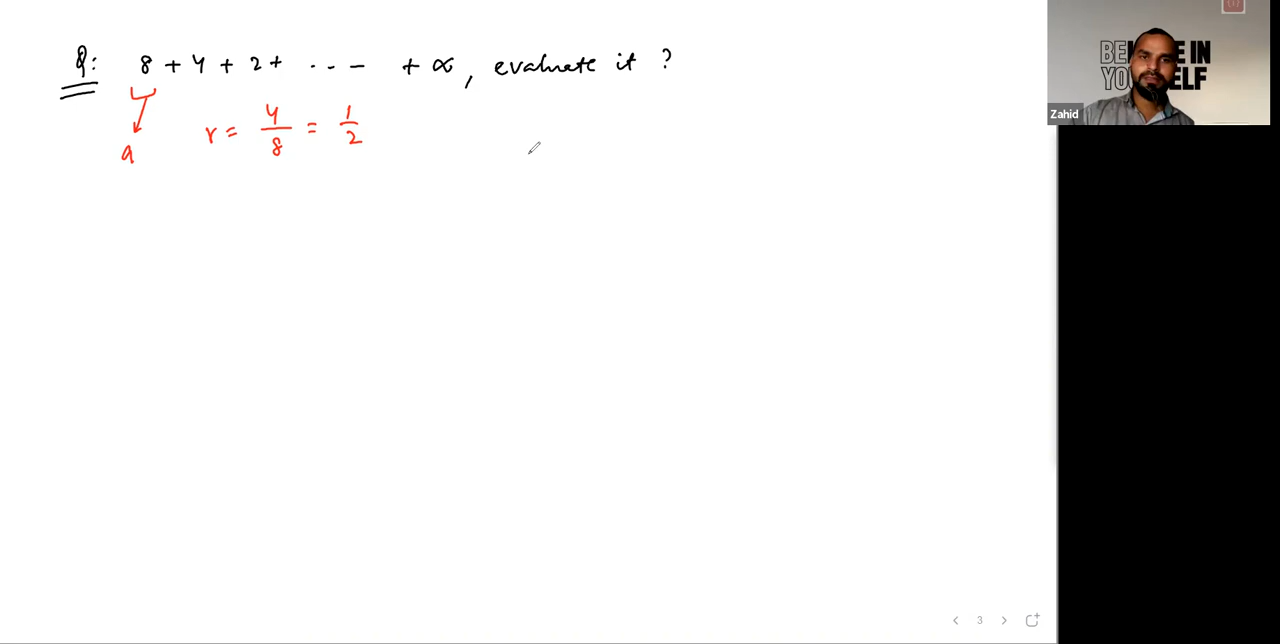 Q: 8 + 4 + 2 + ... - + ∞, evaluate it ?
a r = 4/8 = 1/2
BE IN
YO ELF
Zahid
3